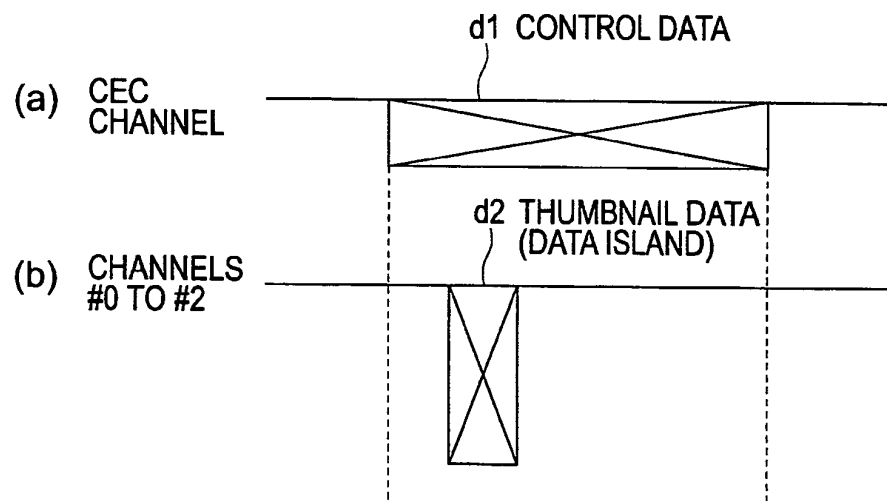 d1 CONTROL DATA
(a) CEC
CHANNEL
d2 THUMBNAIL DATA
(DATA ISLAND)
(b) CHANNELS
#0 TO #2